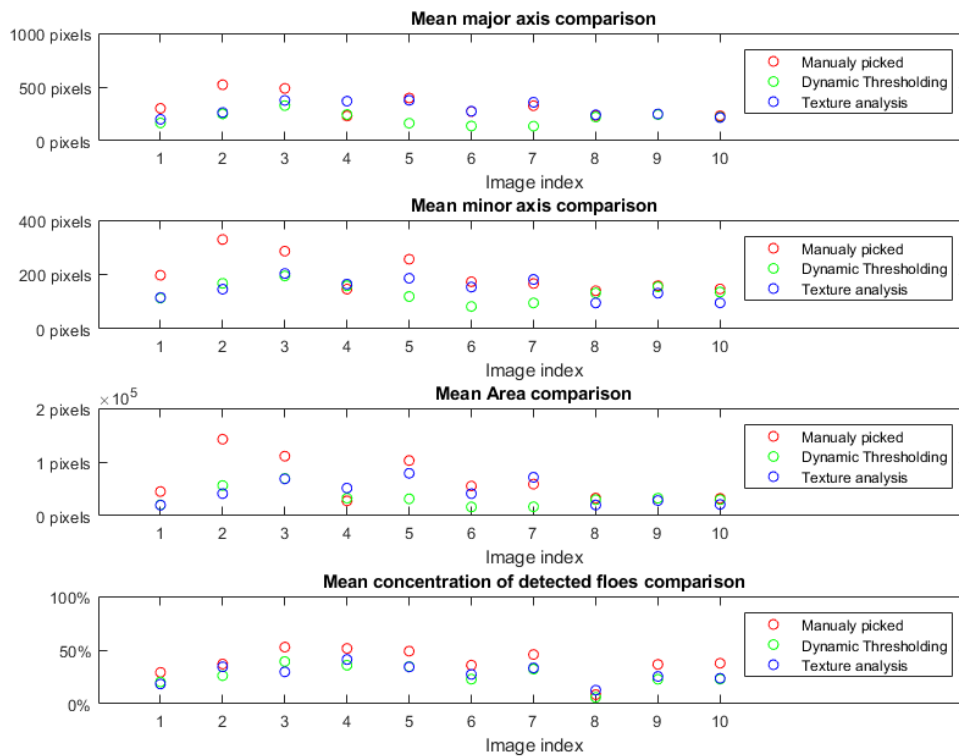 Mean major axis comparison
1000 pixels
500 pixels
0 pixels
1 2 3 4 5 6 7 8 9 10
Image index
Manualy picked
Dynamic Thresholding
Texture analysis
Mean minor axis comparison
400 pixels
200 pixels
0 pixels
1 2 3 4 5 6 7 8 9 10
Image index
Manualy picked
Dynamic Thresholding
Texture analysis
Mean Area comparison
× 10^5
2 pixels
1 pixels
0 pixels
1 2 3 4 5 6 7 8 9 10
Image index
Manualy picked
Dynamic Thresholding
Texture analysis
Mean concentration of detected floes comparison
100%
50%
0%
1 2 3 4 5 6 7 8 9 10
Image index
Manualy picked
Dynamic Thresholding
Texture analysis